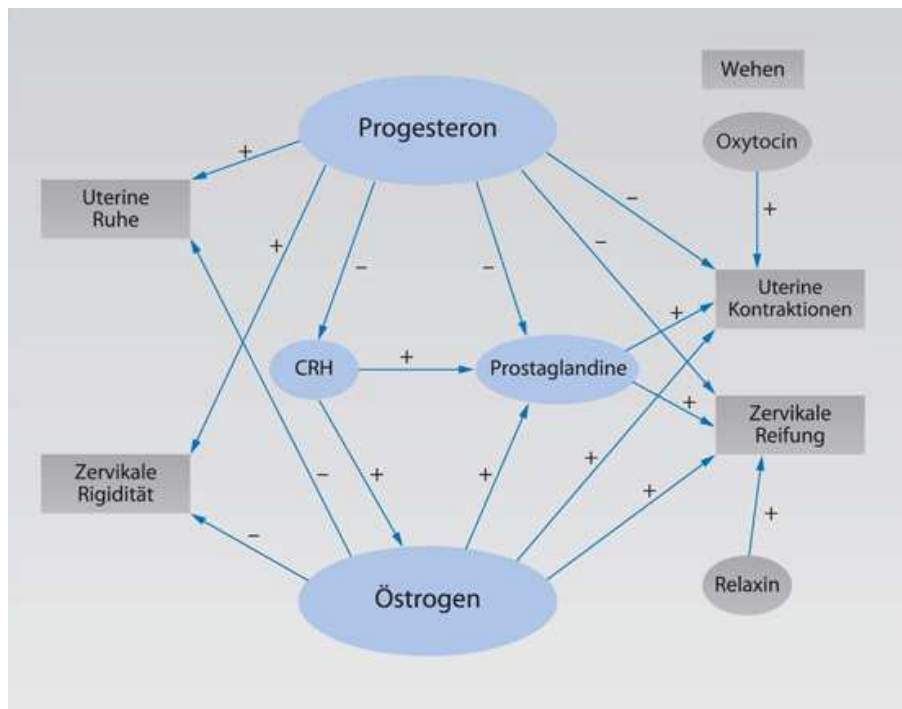 Wehen
Progesteron
Oxytocin
+
Uterine
Ruhe
–
+
+
–
–
–
–
Uterine
Kontraktionen
+
CRH
+
Prostaglandine
+
Zervikale
Reifung
Zervikale
Rigidität
–
+
+
+
+
+
–
Östrogen
Relaxin